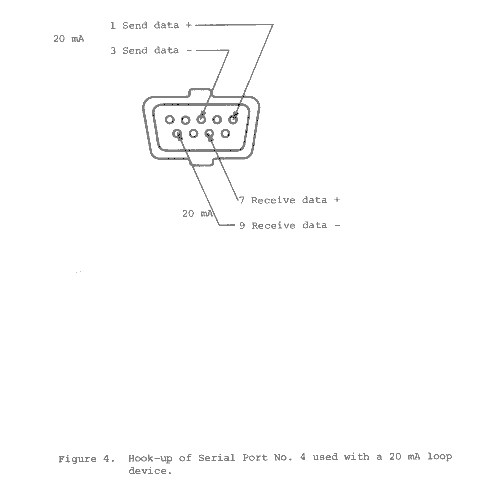 1 Send data +
20 mA
3 Send data -
7 Receive data +
20 mA
9 Receive data -
Figure 4. Hook-up of Serial Port No. 4 used with a 20 mA loop
device.